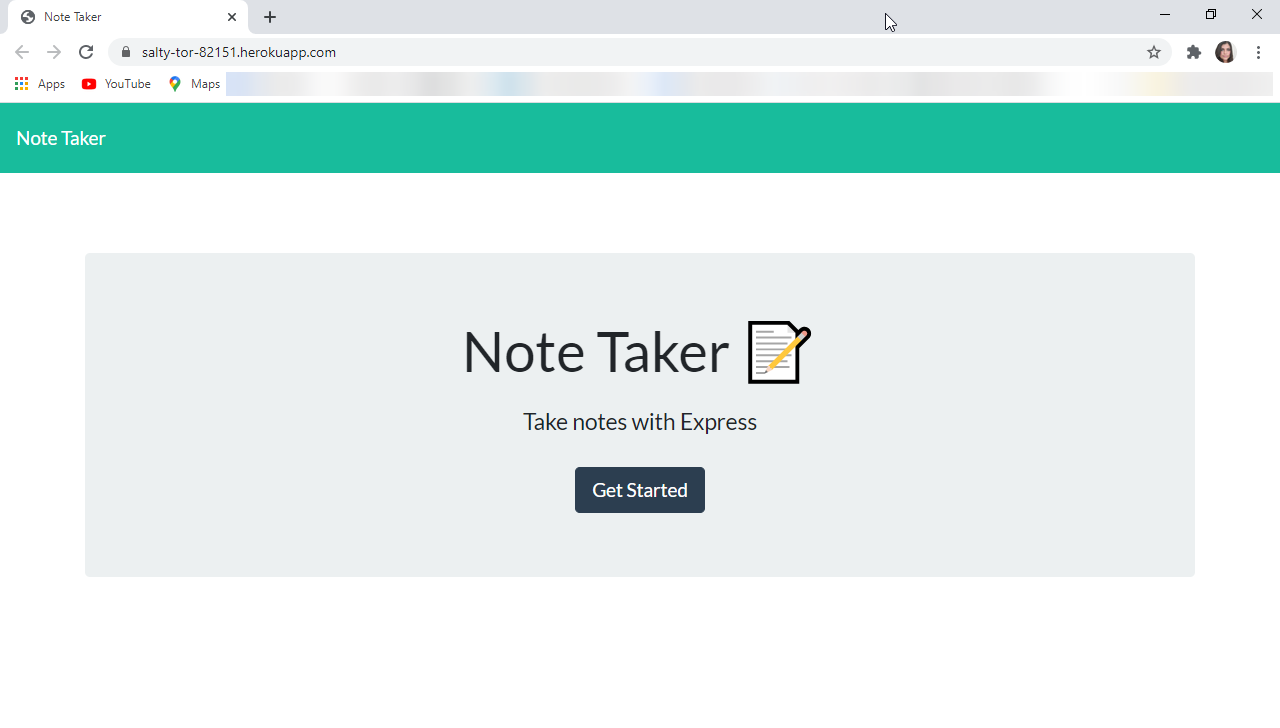 Note Taker
salty-tor-82151.herokuapp.com
Apps YouTube Maps
Note Taker
Note Taker
Take notes with Express
Get Started